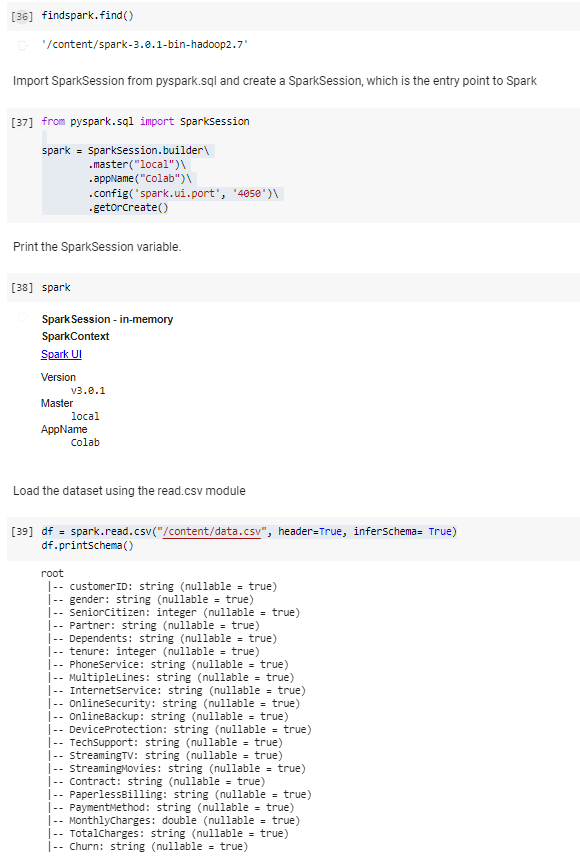 [36] findspark.find()
'/content/spark-3.0.1-bin-hadoop2.7'
Import SparkSession from pyspark.sql and create a SparkSession, which is the entry point to Spark
[37] from pyspark.sql import SparkSession
spark = SparkSession.builder\
.master("local")\
.appName("Colab")\
.config('spark.ui.port', '4050')\
.getOrCreate()
Print the SparkSession variable.
[38] spark
SparkSession - in-memory
SparkContext
Spark UI
Version
v3.0.1
Master
local
AppName
Colab
Load the dataset using the read.csv module
[39] df = spark.read.csv("/content/data.csv", header=True, inferSchema= True)
df.printSchema()
root
|-- customerID: string (nullable = true)
|-- gender: string (nullable = true)
|-- SeniorCitizen: integer (nullable = true)
|-- Partner: string (nullable = true)
|-- Dependents: string (nullable = true)
|-- tenure: integer (nullable = true)
|-- PhoneService: string (nullable = true)
|-- MultipleLines: string (nullable = true)
|-- InternetService: string (nullable = true)
|-- OnlineSecurity: string (nullable = true)
|-- OnlineBackup: string (nullable = true)
|-- DeviceProtection: string (nullable = true)
|-- TechSupport: string (nullable = true)
|-- StreamingTV: string (nullable = true)
|-- StreamingMovies: string (nullable = true)
|-- Contract: string (nullable = true)
|-- PaperlessBilling: string (nullable = true)
|-- PaymentMethod: string (nullable = true)
|-- MonthlyCharges: double (nullable = true)
|-- TotalCharges: string (nullable = true)
|-- Churn: string (nullable = true)